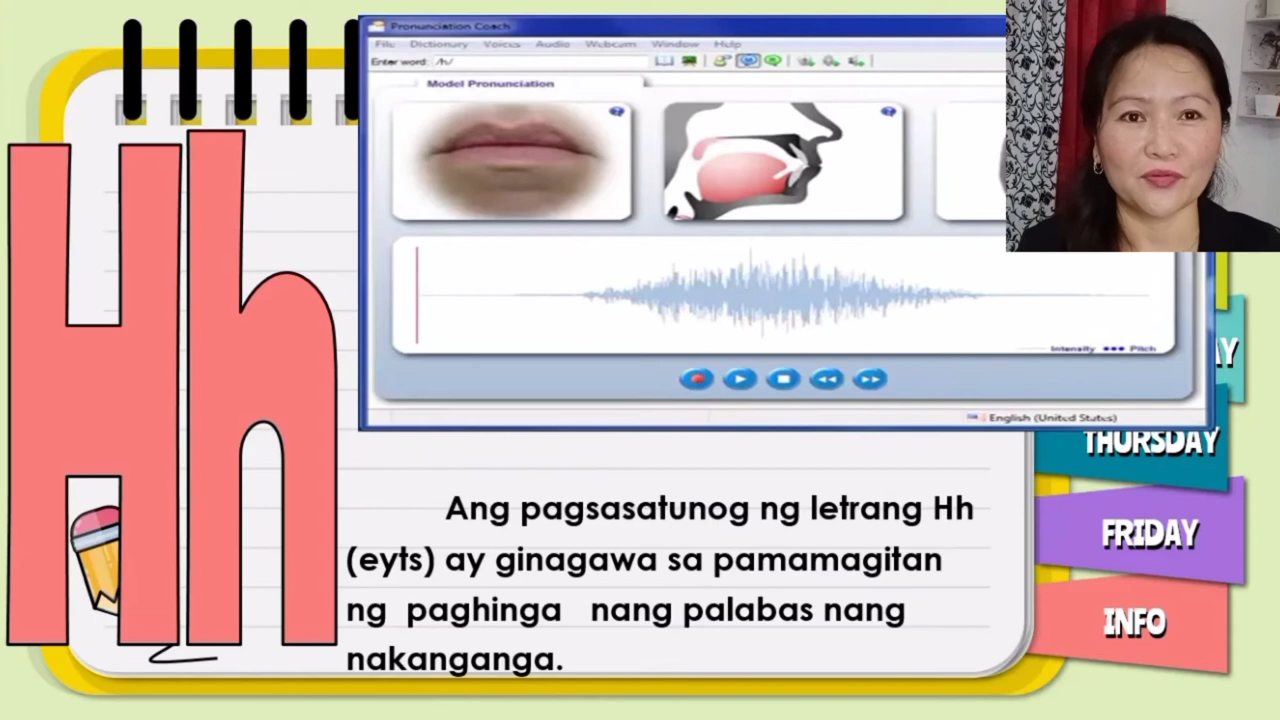 Pronunciation Coach
File Dictionary Voices Audio Webcam Window Help
Enter word: /h/
Model Pronunciation
Hh
Intensity Pitch
English (United States)
AY
THURSDAY
FRIDAY
INFO
Ang pagsasatunog ng letrang Hh
(eyts) ay ginagawa sa pamamagitan
ng paghinga nang palabas nang
nakanganga.